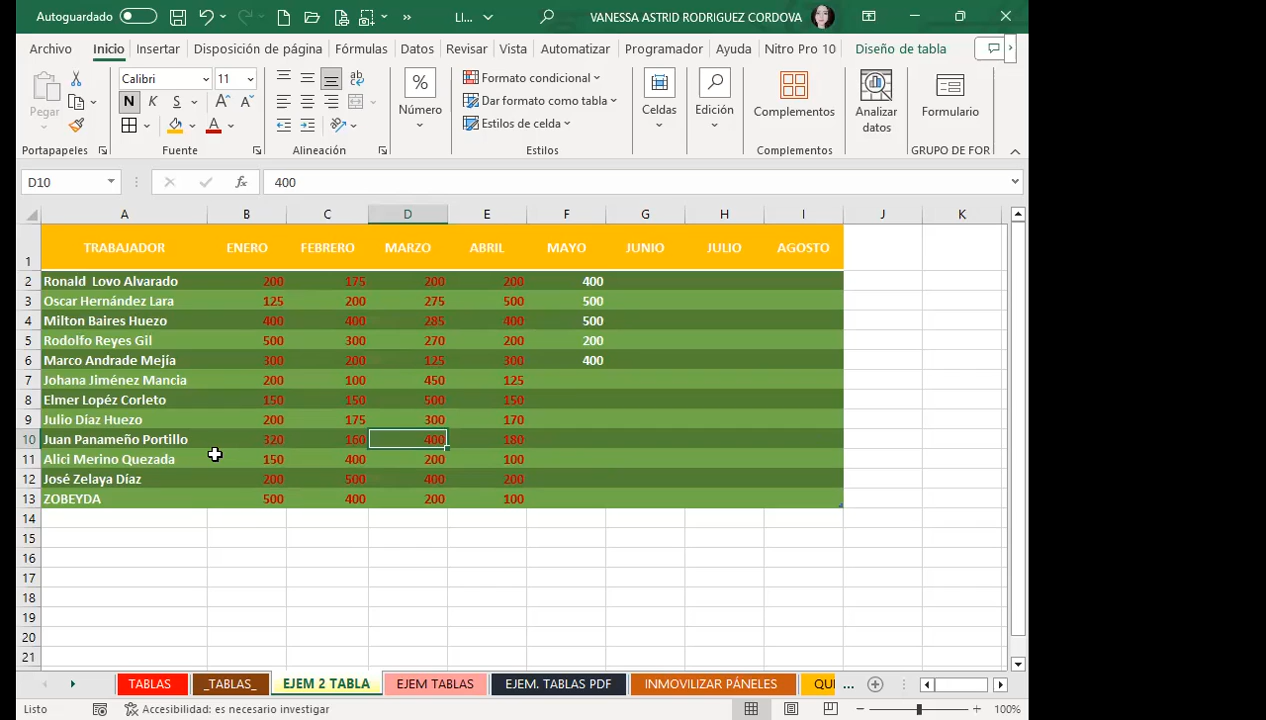 Autoguardado
LI...
VANESSA ASTRID RODRIGUEZ CORDOVA
Archivo Inicio Insertar Disposición de página Fórmulas Datos Revisar Vista Automatizar Programador Ayuda Nitro Pro 10 Diseño de tabla
Pegar
Calibri 11
N K S
Número
Formato condicional
Dar formato como tabla
Estilos de celda
Celdas
Edición
Complementos
Analizar datos
Formulario
Portapapeles Fuente Alineación Estilos Complementos GRUPO DE FOR
D10 fx 400
A B C D E F G H I J K
1 TRABAJADOR ENERO FEBRERO MARZO ABRIL MAYO JUNIO JULIO AGOSTO
2 Ronald Lovo Alvarado 200 175 200 200 400
3 Oscar Hernández Lara 125 200 275 500 500
4 Milton Baires Huezo 400 400 285 400 500
5 Rodolfo Reyes Gil 500 300 270 200 200
6 Marco Andrade Mejía 300 200 125 300 400
7 Johana Jiménez Mancia 200 100 450 125
8 Elmer Lopéz Corleto 150 150 500 150
9 Julio Díaz Huezo 200 175 300 170
10 Juan Panameño Portillo 320 160 400 180
11 Alici Merino Quezada 150 400 200 100
12 José Zelaya Díaz 200 500 400 200
13 ZOBEYDA 500 400 200 100
14
15
16
17
18
19
20
21
TABLAS _TABLAS_ EJEM 2 TABLA EJEM TABLAS EJEM. TABLAS PDF INMOVILIZAR PÁNELES QUI ...
Listo Accesibilidad: es necesario investigar 100%